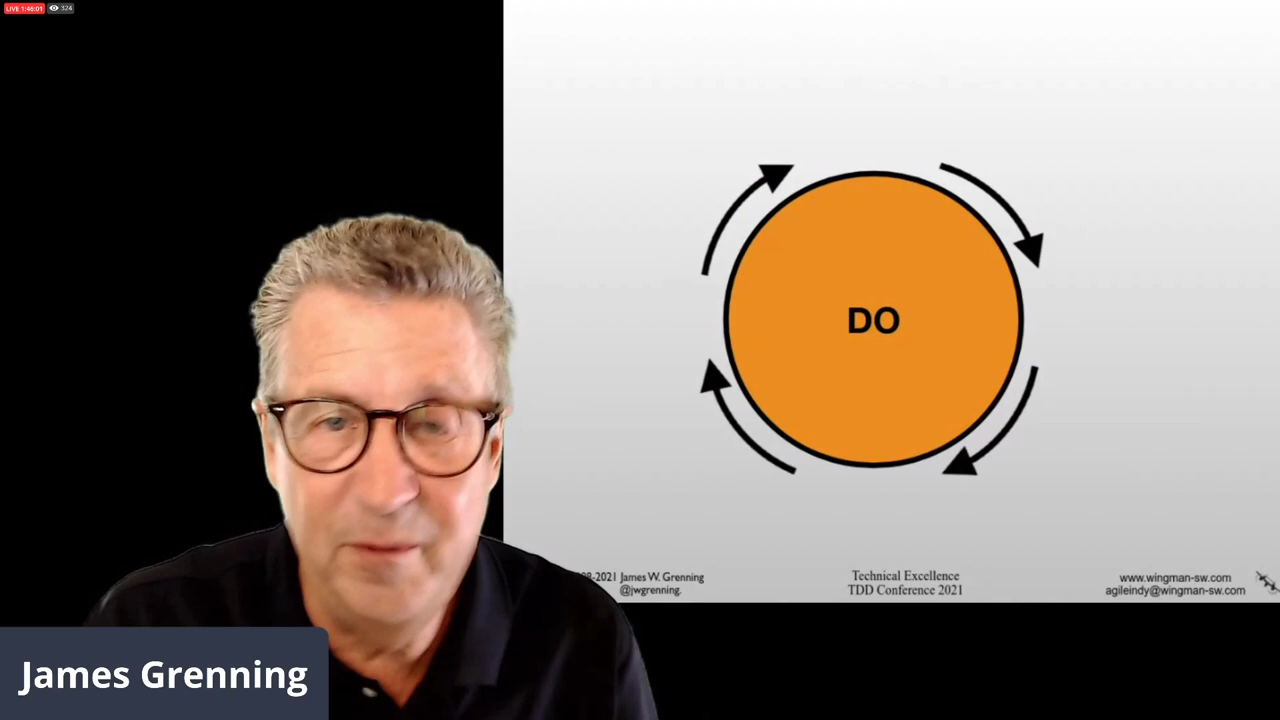 LIVE 1:46:01 324
DO
-2021 James W. Grenning
@jwgrenning.
Technical Excellence
TDD Conference 2021
www.wingman-sw.com
agileindy@wingman-sw.com
James Grenning